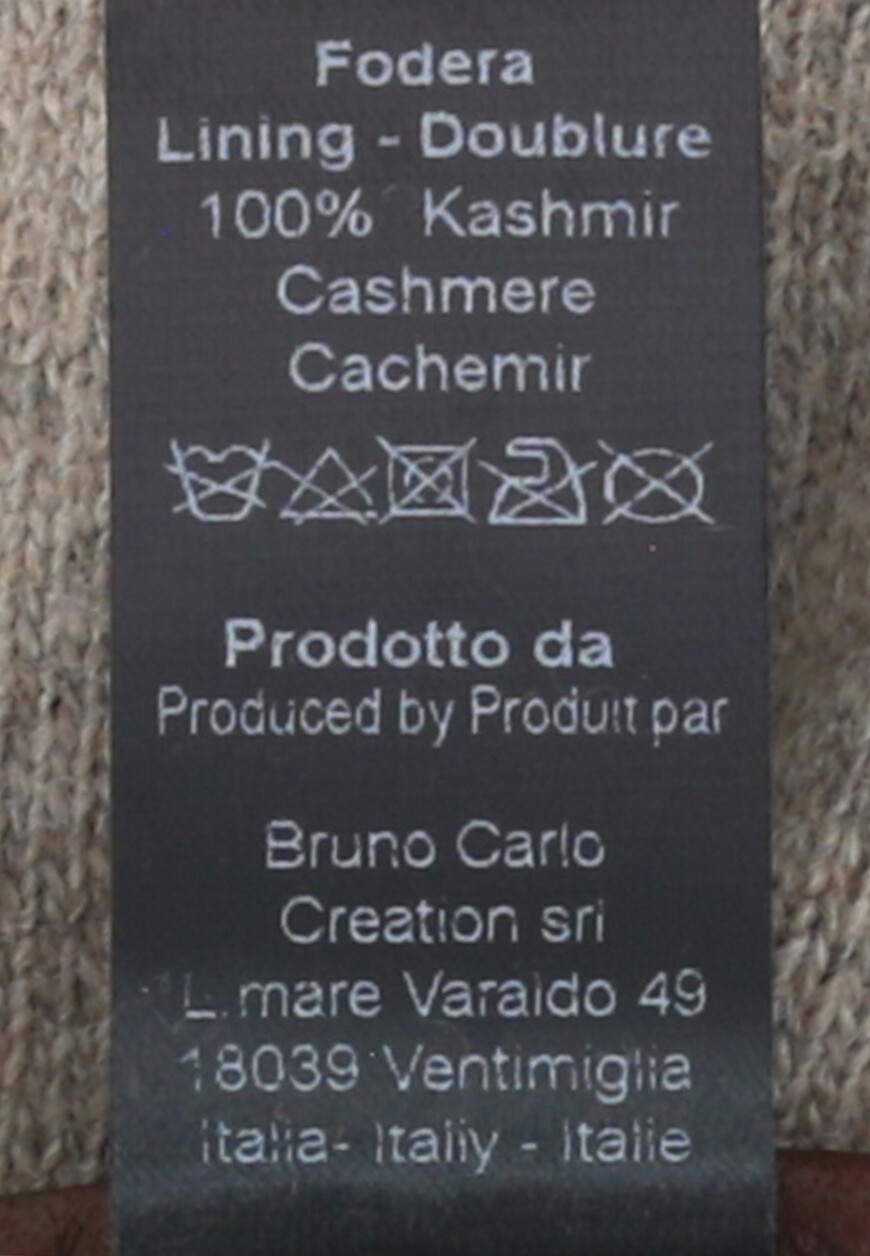 Fodera
Lining - Doublure
100% Kashmir
Cashmere
Cachemir
Prodotto da
Produced by Produit par
Bruno Carlo
Creation srl
L.mare Varaldo 49
18039 Ventimiglia
Italia- Italiy - Italie